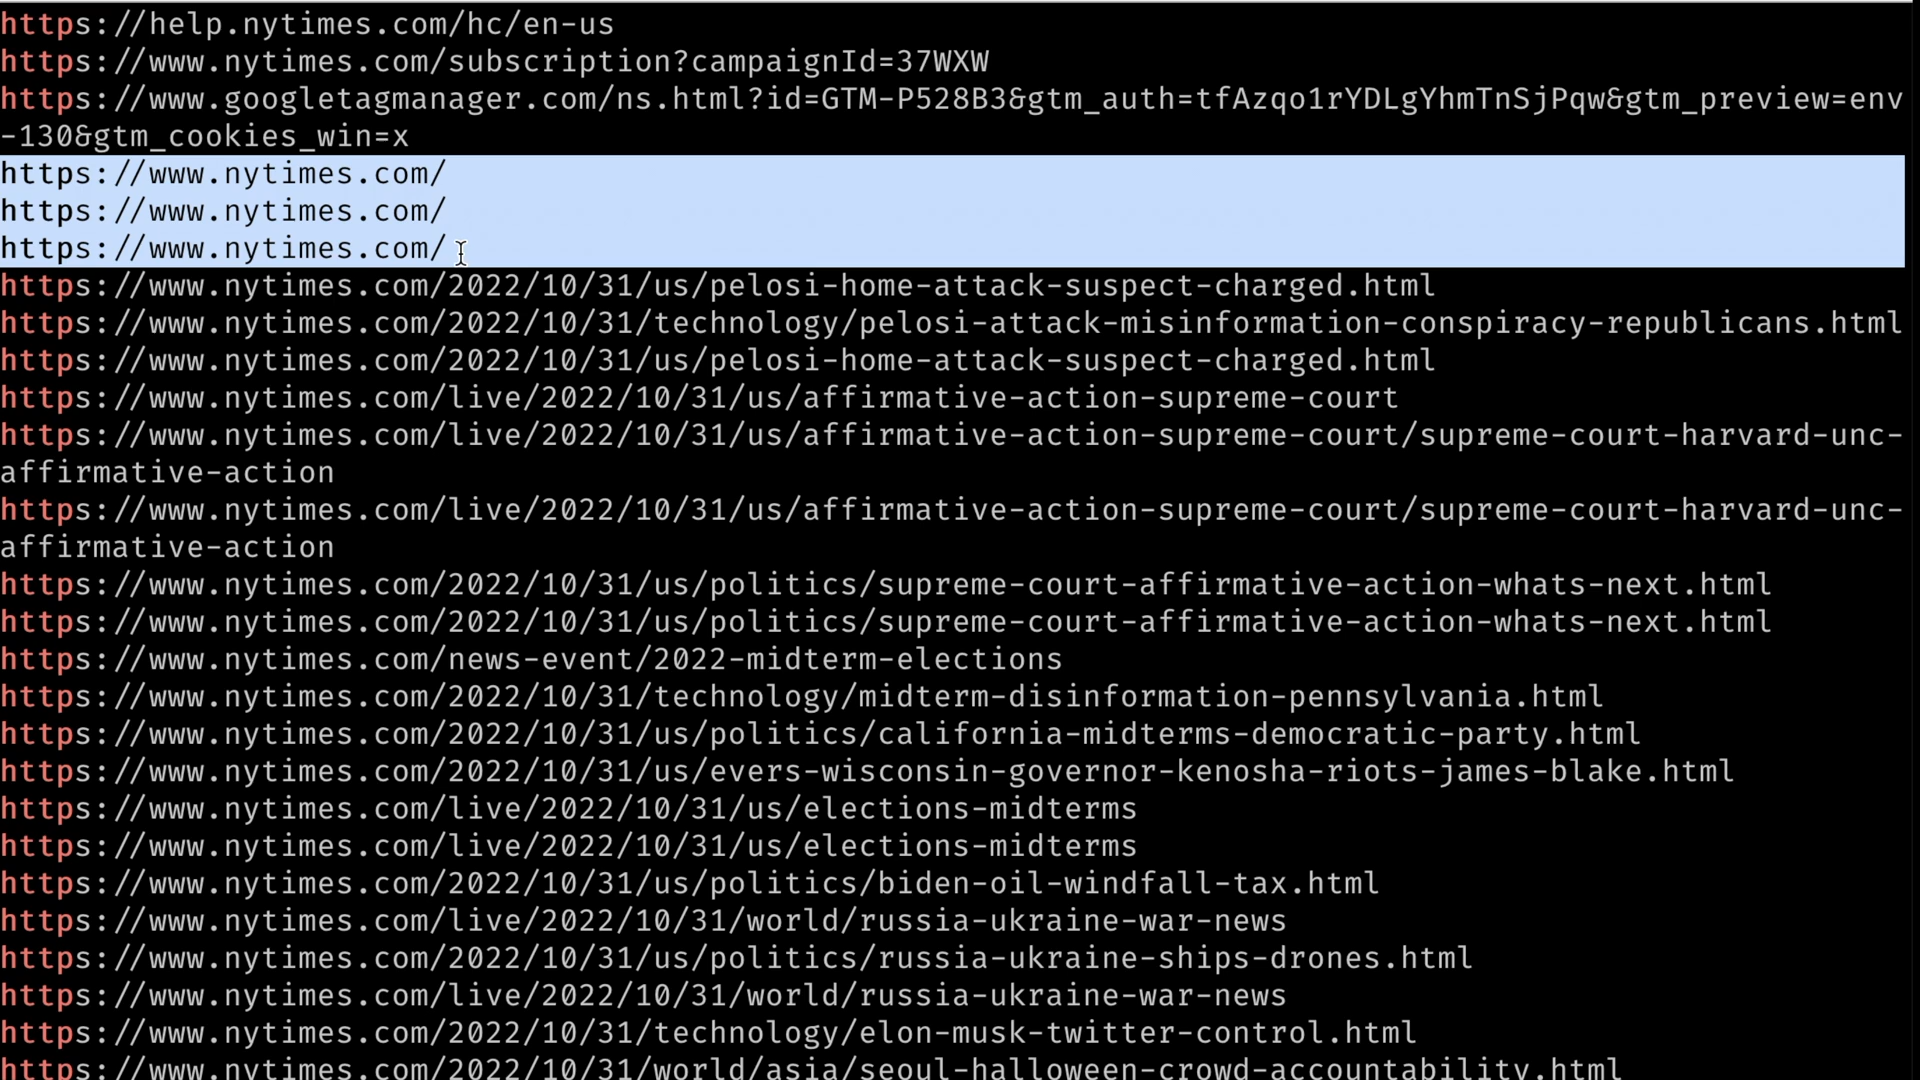 https://help.nytimes.com/hc/en-us
https://www.nytimes.com/subscription?campaignId=37WXW
https://www.googletagmanager.com/ns.html?id=GTM-P528B3&gtm_auth=tfAzqo1rYDLgYhmTnSjPqw&gtm_preview=env
-130&gtm_cookies_win=x
https://www.nytimes.com/
https://www.nytimes.com/
https://www.nytimes.com/
https://www.nytimes.com/2022/10/31/us/pelosi-home-attack-suspect-charged.html
https://www.nytimes.com/2022/10/31/technology/pelosi-attack-misinformation-conspiracy-republicans.html
https://www.nytimes.com/2022/10/31/us/pelosi-home-attack-suspect-charged.html
https://www.nytimes.com/live/2022/10/31/us/affirmative-action-supreme-court
https://www.nytimes.com/live/2022/10/31/us/affirmative-action-supreme-court/supreme-court-harvard-unc-
affirmative-action
https://www.nytimes.com/live/2022/10/31/us/affirmative-action-supreme-court/supreme-court-harvard-unc-
affirmative-action
https://www.nytimes.com/2022/10/31/us/politics/supreme-court-affirmative-action-whats-next.html
https://www.nytimes.com/2022/10/31/us/politics/supreme-court-affirmative-action-whats-next.html
https://www.nytimes.com/news-event/2022-midterm-elections
https://www.nytimes.com/2022/10/31/technology/midterm-disinformation-pennsylvania.html
https://www.nytimes.com/2022/10/31/us/politics/california-midterms-democratic-party.html
https://www.nytimes.com/2022/10/31/us/evers-wisconsin-governor-kenosha-riots-james-blake.html
https://www.nytimes.com/live/2022/10/31/us/elections-midterms
https://www.nytimes.com/live/2022/10/31/us/elections-midterms
https://www.nytimes.com/2022/10/31/us/politics/biden-oil-windfall-tax.html
https://www.nytimes.com/live/2022/10/31/world/russia-ukraine-war-news
https://www.nytimes.com/2022/10/31/us/politics/russia-ukraine-ships-drones.html
https://www.nytimes.com/live/2022/10/31/world/russia-ukraine-war-news
https://www.nytimes.com/2022/10/31/technology/elon-musk-twitter-control.html
https://www.nytimes.com/2022/10/31/world/asia/seoul-halloween-crowd-accountability.html